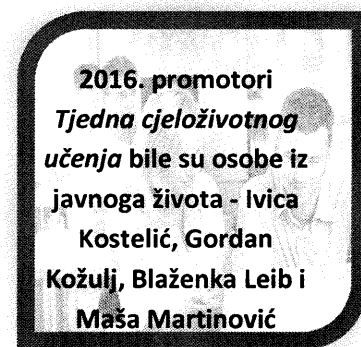 2016. promotori
Tjedna cjeloživotnog
učenja bile su osobe iz
javnoga života - Ivica
Kostelić, Gordan
Kožulj, Blaženka Leib i
Maša Martinović